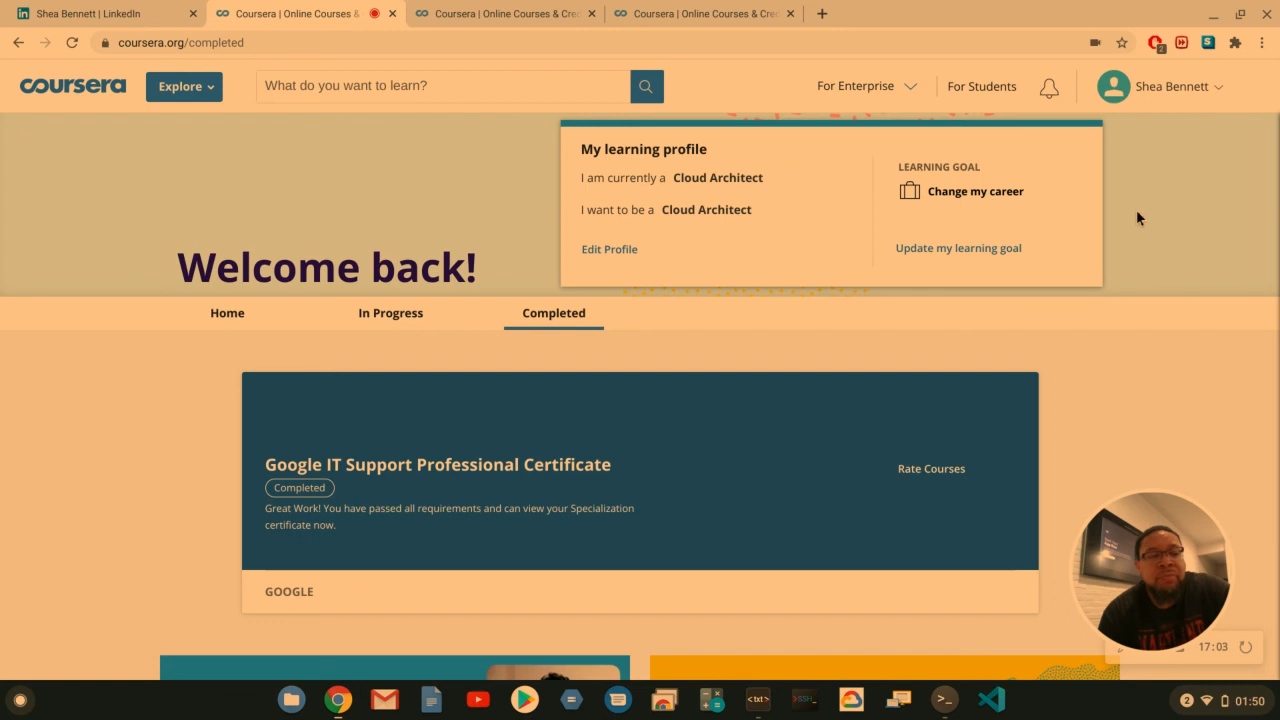 Shea Bennett | LinkedIn
Coursera | Online Courses &
Coursera | Online Courses & Cre
Coursera | Online Courses & Cre
coursera.org/completed
2
coursera
Explore
What do you want to learn?
For Enterprise
For Students
Shea Bennett
My learning profile
I am currently a Cloud Architect
I want to be a Cloud Architect
Edit Profile
LEARNING GOAL
Change my career
Update my learning goal
Welcome back!
Home
In Progress
Completed
Google IT Support Professional Certificate
Completed
Great Work! You have passed all requirements and can view your Specialization
certificate now.
Rate Courses
GOOGLE
17:03
<txt>
SSH
>_
2
01:50